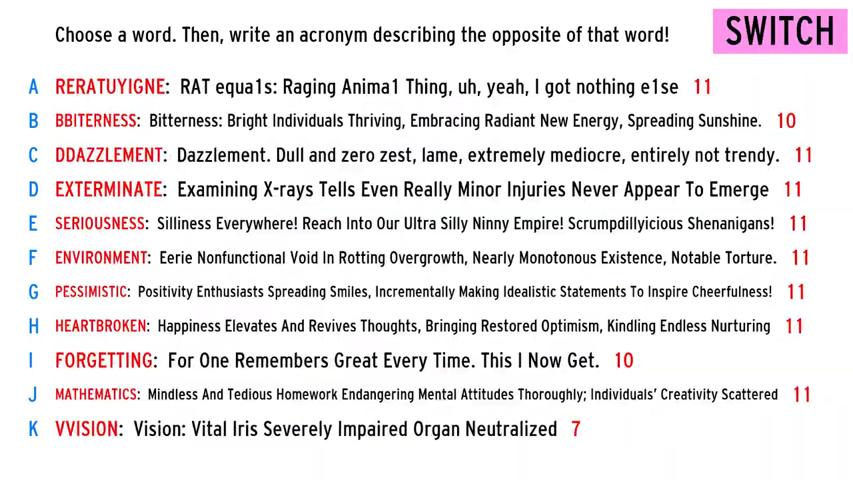 Choose a word. Then, write an acronym describing the opposite of that word!
SWITCH
A RERATUYIGNE: RAT equa1s: Raging Anima1 Thing, uh, yeah, I got nothing e1se 11
B BBITERNESS: Bitterness: Bright Individuals Thriving, Embracing Radiant New Energy, Spreading Sunshine. 10
C DDAZZLEMENT: Dazzlement. Dull and zero zest, lame, extremely mediocre, entirely not trendy. 11
D EXTERMINATE: Examining X-rays Tells Even Really Minor Injuries Never Appear To Emerge 11
E SERIOUSNESS: Silliness Everywhere! Reach Into Our Ultra Silly Ninny Empire! Scrumpdillyicious Shenanigans! 11
F ENVIRONMENT: Eerie Nonfunctional Void In Rotting Overgrowth, Nearly Monotonous Existence, Notable Torture. 11
G PESSIMISTIC: Positivity Enthusiasts Spreading Smiles, Incrementally Making Idealistic Statements To Inspire Cheerfulness! 11
H HEARTBROKEN: Happiness Elevates And Revives Thoughts, Bringing Restored Optimism, Kindling Endless Nurturing 11
I FORGETTING: For One Remembers Great Every Time. This I Now Get. 10
J MATHEMATICS: Mindless And Tedious Homework Endangering Mental Attitudes Thoroughly; Individuals' Creativity Scattered 11
K VVISION: Vision: Vital Iris Severely Impaired Organ Neutralized 7